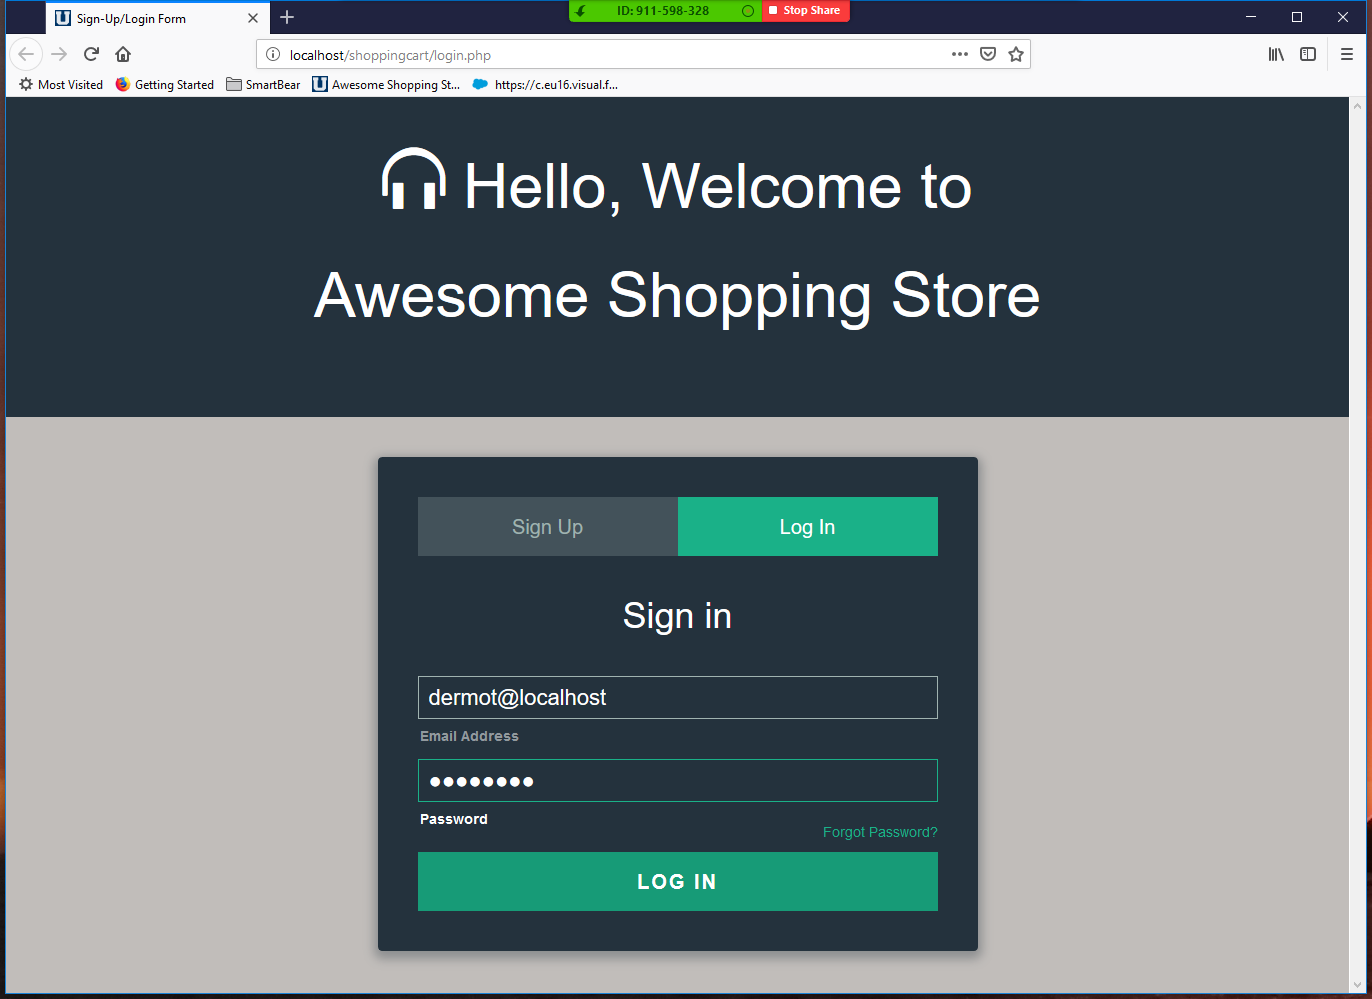 Sign-Up/Login Form
ID: 911-598-328
Stop Share
localhost/shoppingcart/login.php
Most Visited
Getting Started
SmartBear
Awesome Shopping St...
https://c.eu16.visual.f...
Hello, Welcome to
Awesome Shopping Store
Sign Up
Log In
Sign in
dermot@localhost
Email Address
Password
Forgot Password?
LOG IN